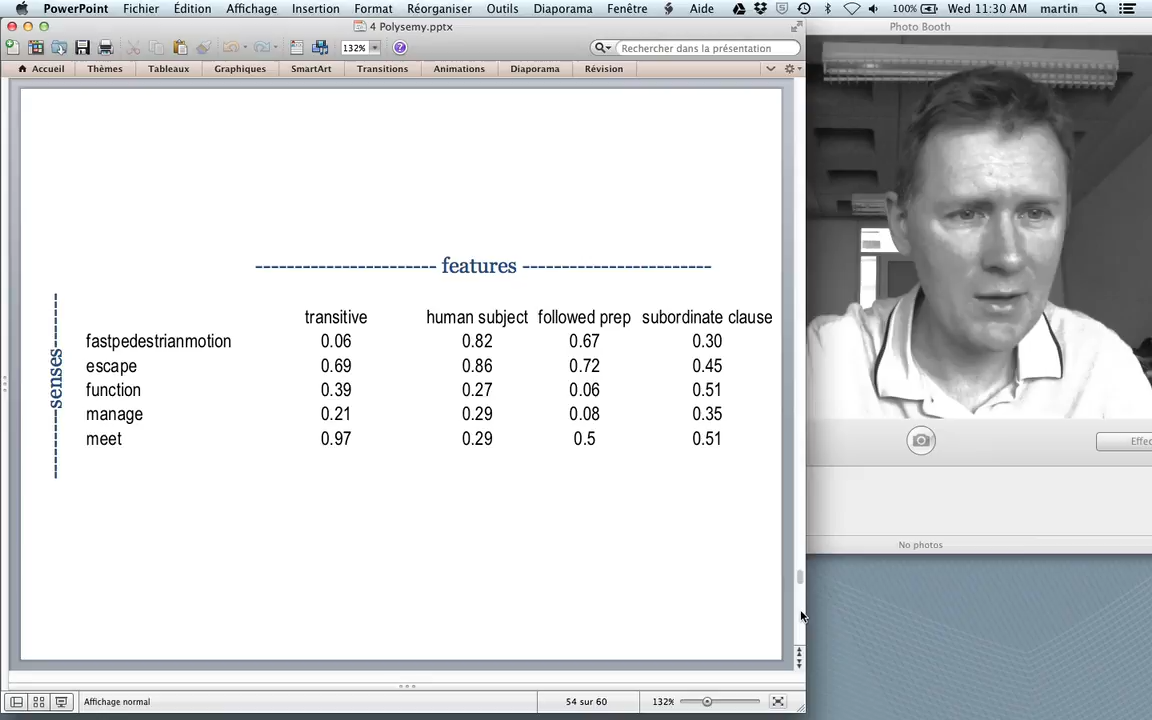 PowerPoint Fichier Édition Affichage Insertion Format Réorganiser Outils Diaporama Fenêtre Aide 100% Wed 11:30 AM martin
4 Polysemy.pptx
Photo Booth
132% Rechercher dans la présentation
Accueil Thèmes Tableaux Graphiques SmartArt Transitions Animations Diaporama Révision
----------------------- features ------------------------
transitive human subject followed prep subordinate clause
fastpedestrianmotion 0.06 0.82 0.67 0.30
escape 0.69 0.86 0.72 0.45
function 0.39 0.27 0.06 0.51
manage 0.21 0.29 0.08 0.35
meet 0.97 0.29 0.5 0.51
---------senses---------
Effec
No photos
Affichage normal 54 sur 60 132%